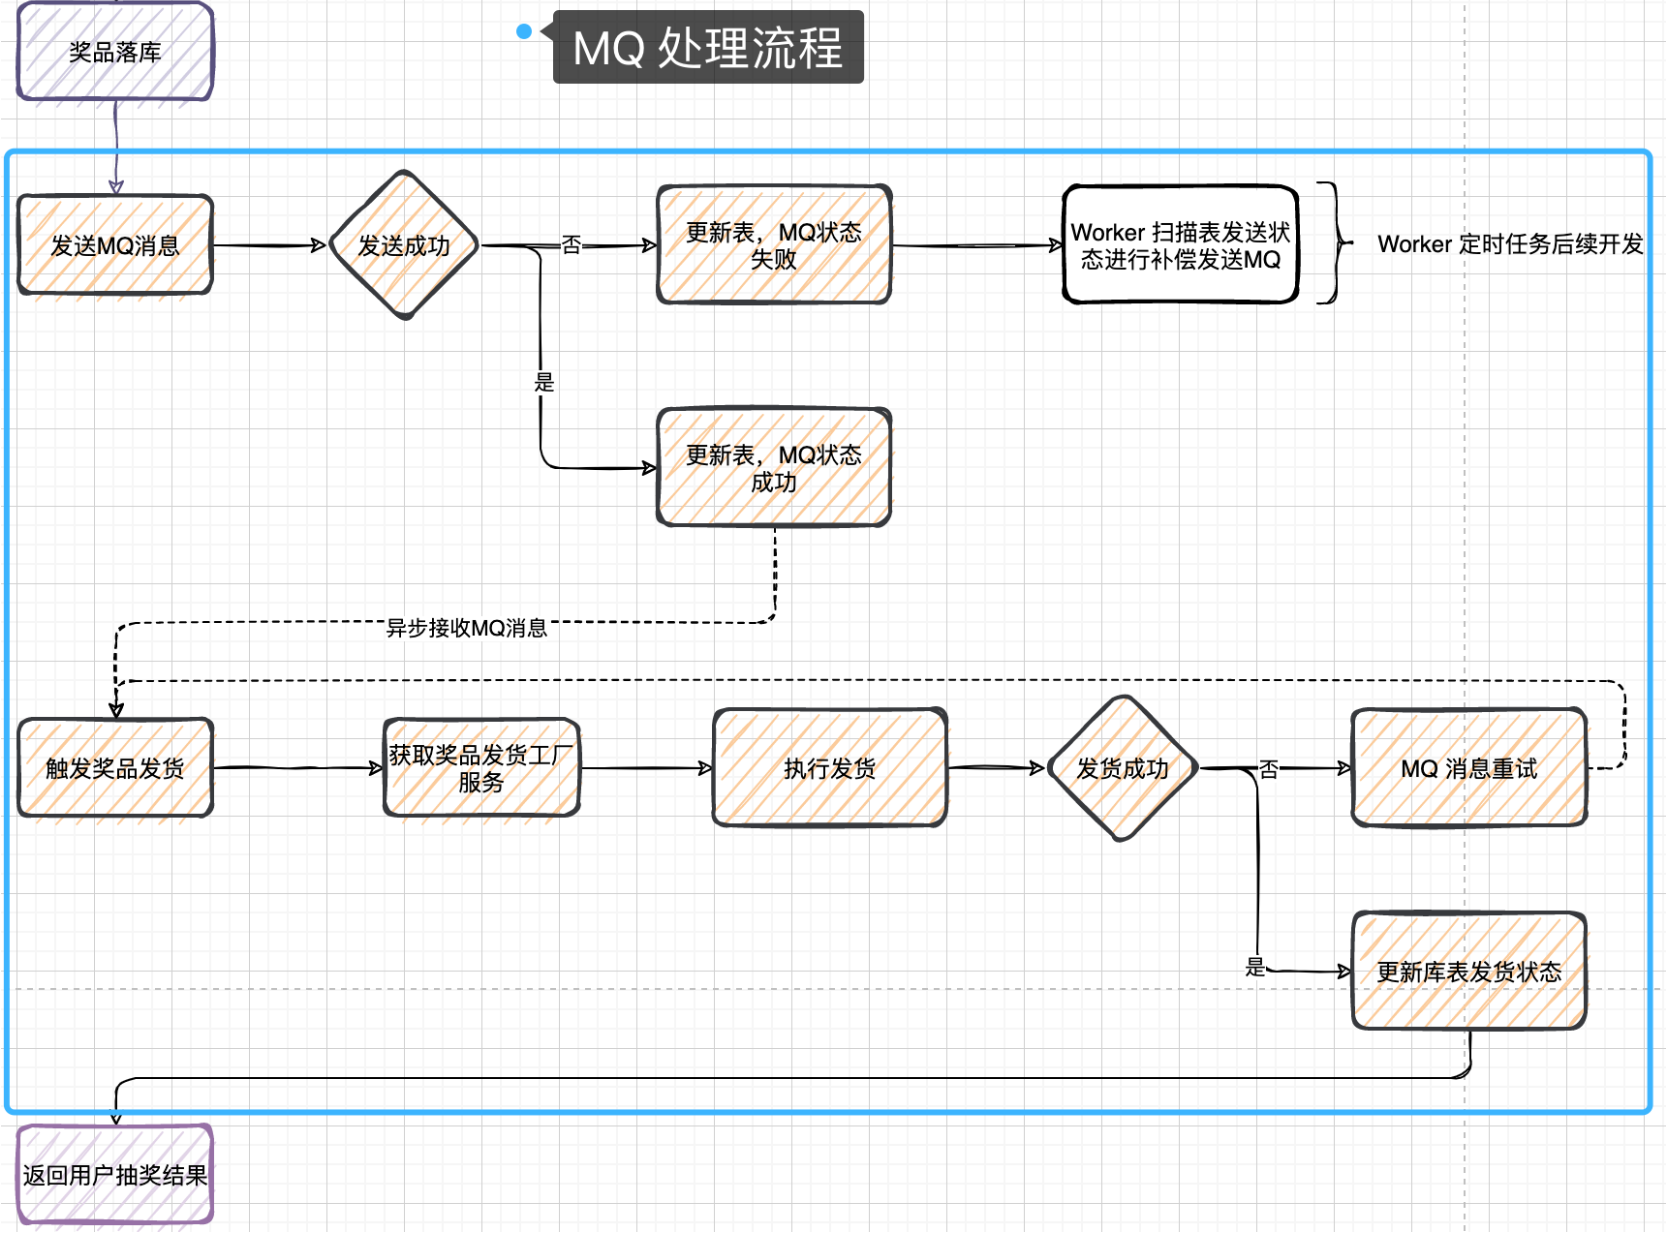 奖品落库
MQ 处理流程
发送MQ消息
发送成功
否
更新表，MQ状态
失败
Worker 扫描表发送状
态进行补偿发送MQ
Worker 定时任务后续开发
是
更新表，MQ状态
成功
异步接收MQ消息
触发奖品发货
获取奖品发货工厂
服务
执行发货
发货成功
否
MQ 消息重试
是
更新库表发货状态
返回用户抽奖结果